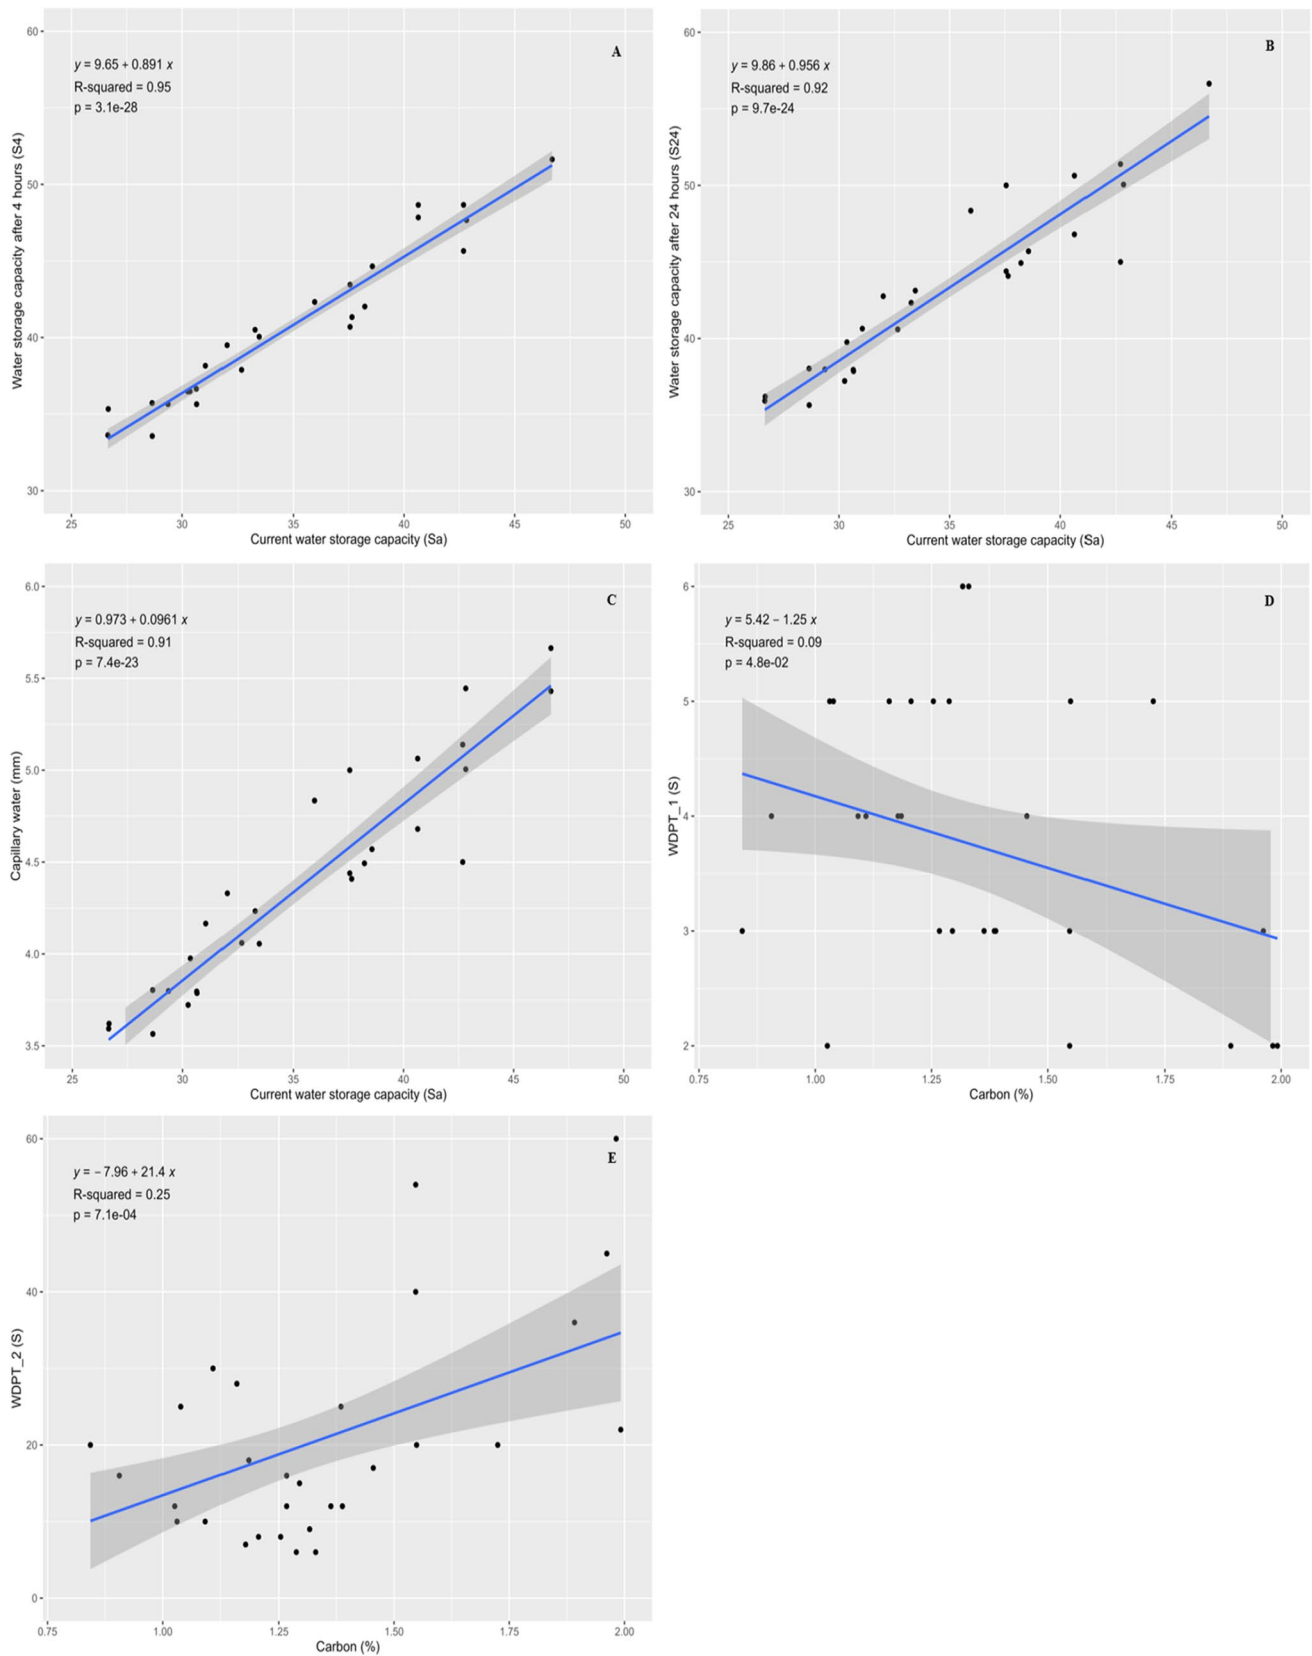 A
y = 9.65 + 0.891 x
R-squared = 0.95
p = 3.1e-28
Water storage capacity after 4 hours (S4)
60
50
40
30
25 30 35 40 45 50
Current water storage capacity (Sa)
B
y = 9.86 + 0.956 x
R-squared = 0.92
p = 9.7e-24
Water storage capacity after 24 hours (S24)
60
50
40
30
25 30 35 40 45 50
Current water storage capacity (Sa)
C
y = 0.973 + 0.0961 x
R-squared = 0.91
p = 7.4e-23
Capillary water (mm)
6.0
5.5
5.0
4.5
4.0
3.5
25 30 35 40 45 50
Current water storage capacity (Sa)
D
y = 5.42 − 1.25 x
R-squared = 0.09
p = 4.8e-02
WDPT_1 (S)
6
5
4
3
2
0.75 1.00 1.25 1.50 1.75 2.00
Carbon (%)
E
y = − 7.96 + 21.4 x
R-squared = 0.25
p = 7.1e-04
WDPT_2 (S)
60
40
20
0
0.75 1.00 1.25 1.50 1.75 2.00
Carbon (%)